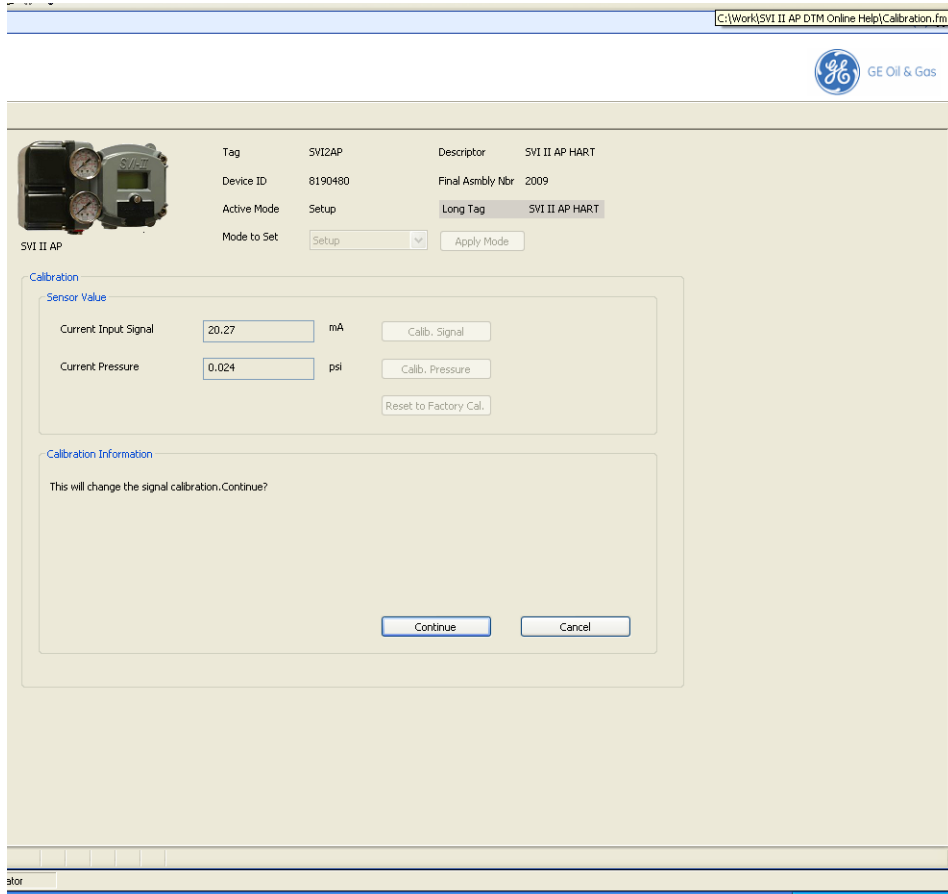 C:\Work\SVI II AP DTM Online Help\Calibration.fm
GE Oil & Gas
Tag SVI2AP Descriptor SVI II AP HART
Device ID 8190480 Final Asmbly Nbr 2009
Active Mode Setup Long Tag SVI II AP HART
Mode to Set Setup Apply Mode
SVI-II
SVI II AP
Calibration
Sensor Value
Current Input Signal 20.27 mA Calib. Signal
Current Pressure 0.024 psi Calib. Pressure
Reset to Factory Cal.
Calibration Information
This will change the signal calibration.Continue?
Continue Cancel
ator